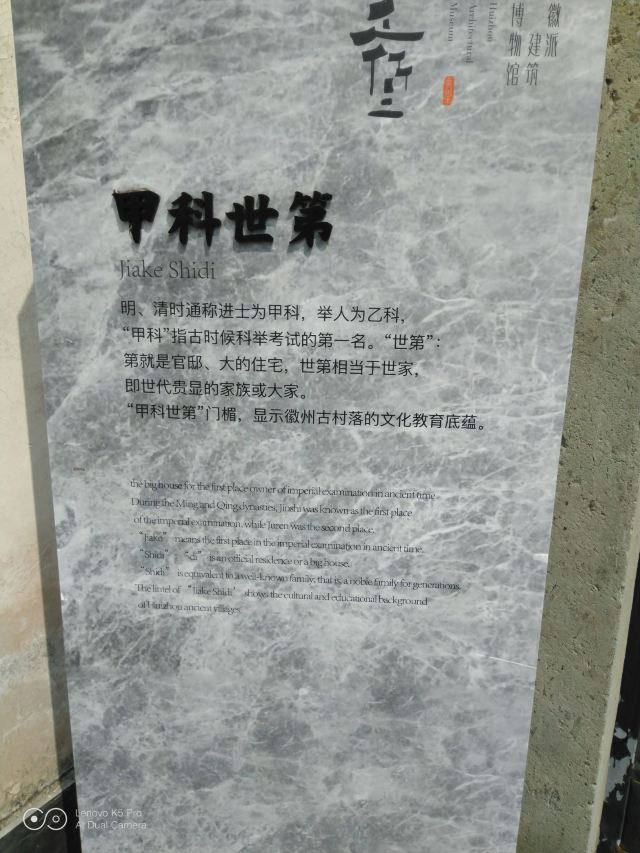 徽派
建筑
博物馆
Huizhou
Architectural
Museum
甲科世第
Jiake Shidi
明、清时通称进士为甲科，举人为乙科，
“甲科”指古时候科举考试的第一名。“世第”：
第就是官邸、大的住宅，世第相当于世家，
即世代贵显的家族或大家。
“甲科世第”门楣，显示徽州古村落的文化教育底蕴。
the big house for the first place owner of imperial examination in ancient time
During the Ming and Qing dynasties, Jinshi was known as the first place
of the imperial examination, while Juren was the second place.
“Jiake” means the first place in the imperial examination in ancient time.
“Shidi” “di” is an official residence or a big house.
“Shidi” is equivalent to a well-known family, that is, a noble family for generations.
The lintel of “Jiake Shidi” shows the cultural and educational background
of Huizhou ancient villages.
Lenovo K5 Pro
AI Dual Camera